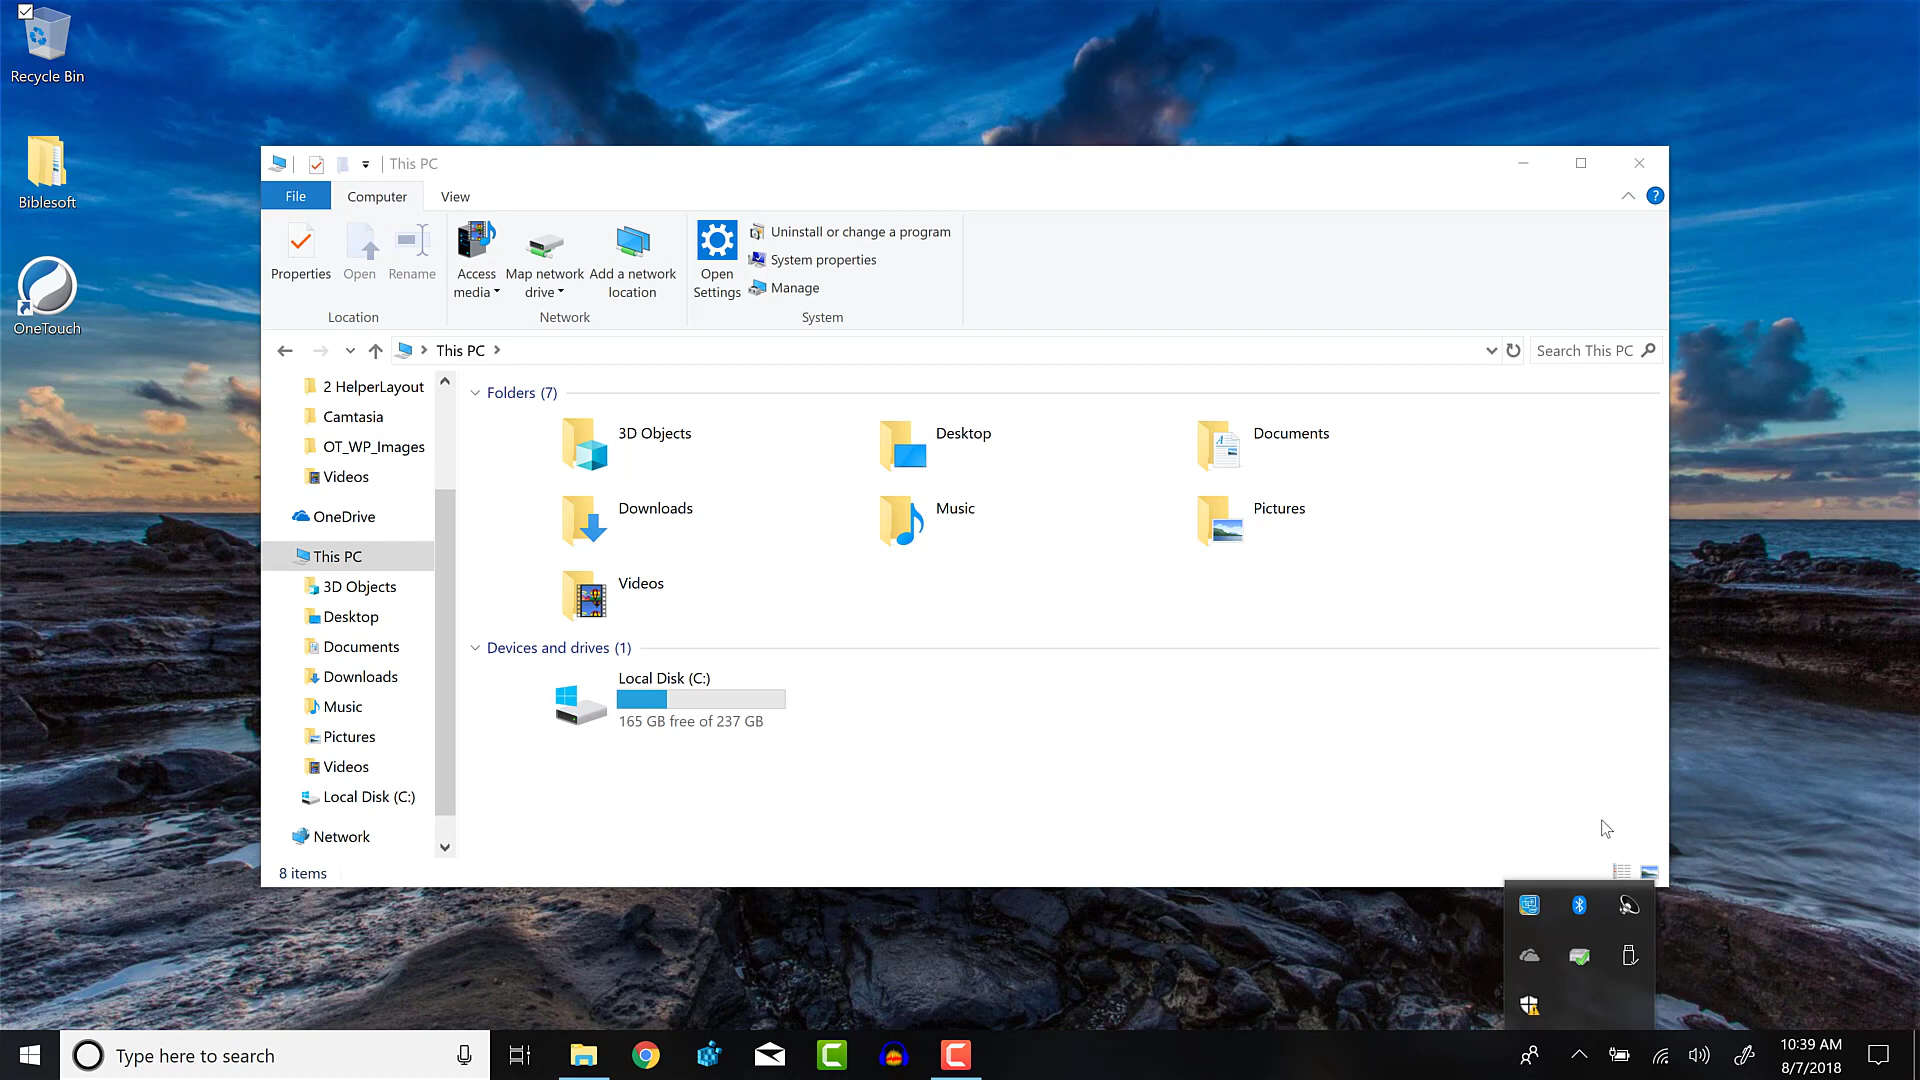 Recycle Bin
Biblesoft
OneTouch
This PC
File
Computer
View
?
Properties
Open
Rename
Location
Access
media
Map network
drive
Add a network
location
Network
Open
Settings
Uninstall or change a program
System properties
Manage
System
This PC
Search This PC
2 HelperLayout
Camtasia
OT_WP_Images
Videos
OneDrive
This PC
3D Objects
Desktop
Documents
Downloads
Music
Pictures
Videos
Local Disk (C:)
Network
Folders (7)
3D Objects
Desktop
Documents
Downloads
Music
Pictures
Videos
Devices and drives (1)
Local Disk (C:)
165 GB free of 237 GB
8 items
Type here to search
10:39 AM
8/7/2018